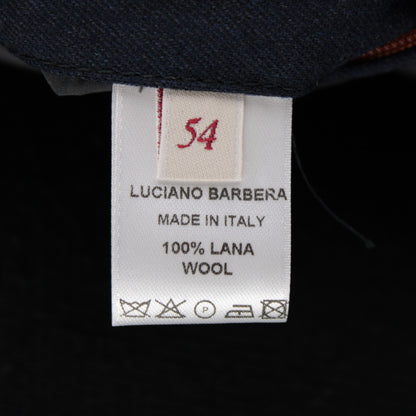 54
LUCIANO BARBERA
MADE IN ITALY
100% LANA
WOOL
P